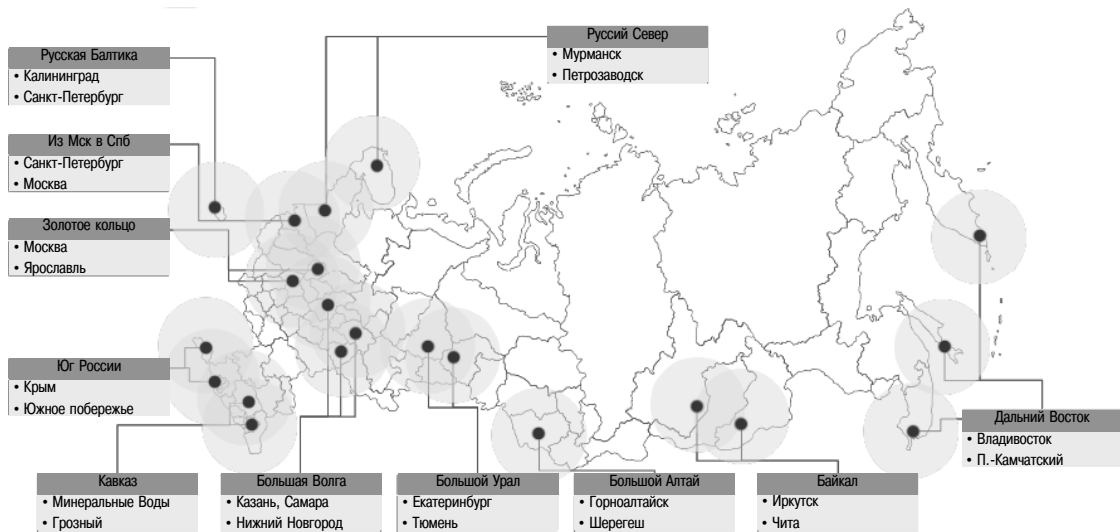 Русская Балтика
• Калининград
• Санкт-Петербург
Руссий Север
• Мурманск
• Петрозаводск
Из Мск в Спб
• Санкт-Петербург
• Москва
Золотое кольцо
• Москва
• Ярославль
Юг России
• Крым
• Южное побережье
Дальний Восток
• Владивосток
• П.-Камчатский
Кавказ
• Минеральные Воды
• Грозный
Большая Волга
• Казань, Самара
• Нижний Новгород
Большой Урал
• Екатеринбург
• Тюмень
Большой Алтай
• Горноалтайск
• Шерегеш
Байкал
• Иркутск
• Чита